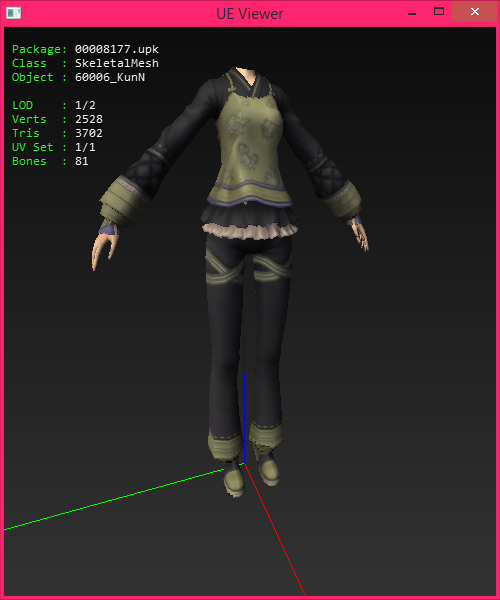 UE Viewer
Package: 00008177.upk
Class  : SkeletalMesh
Object : 60006_KunN
LOD    : 1/2
Verts  : 2528
Tris   : 3702
UV Set : 1/1
Bones  : 81